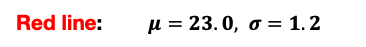 Red line: μ = 23.0, σ = 1.2